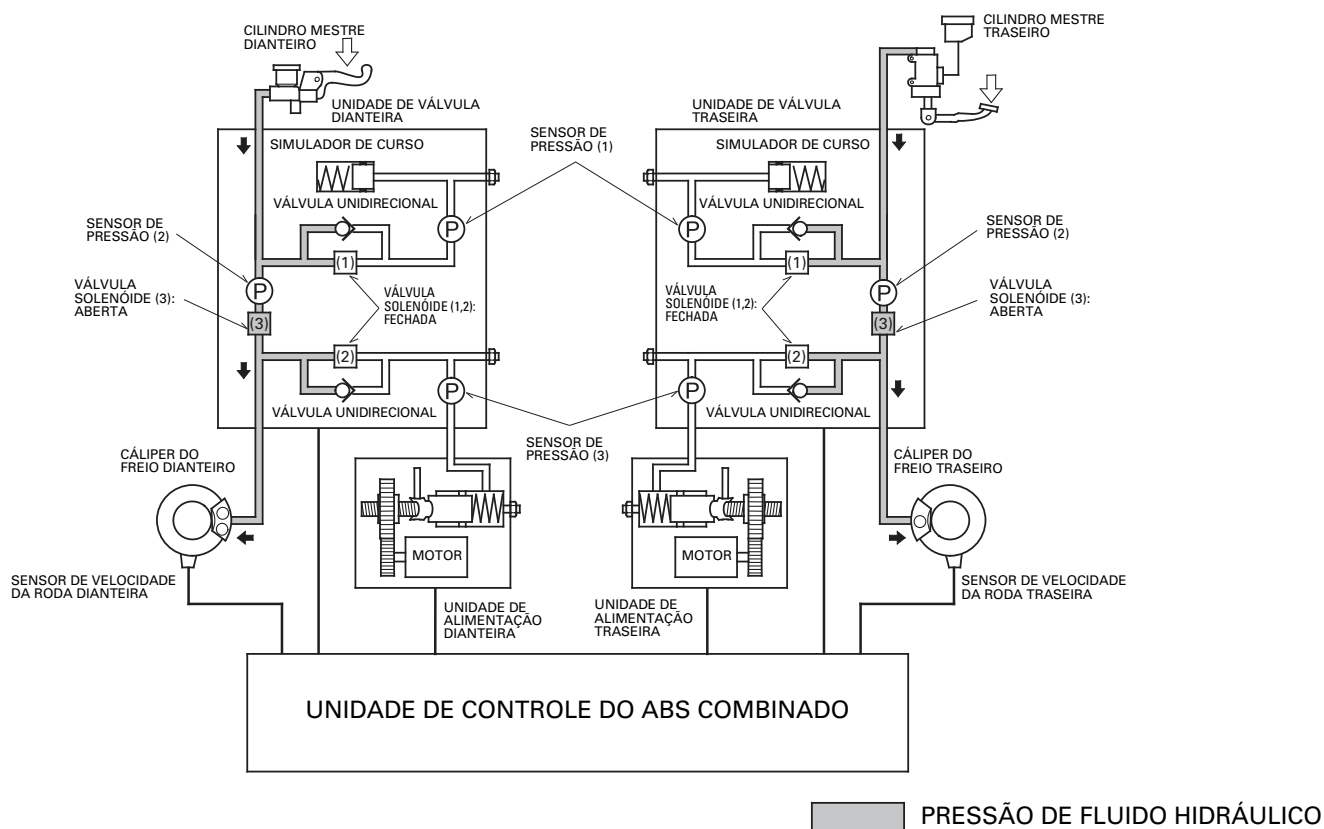 CILINDRO MESTRE
DIANTEIRO
CILINDRO MESTRE
TRASEIRO
UNIDADE DE VÁLVULA
DIANTEIRA
UNIDADE DE VÁLVULA
TRASEIRA
SENSOR DE
PRESSÃO (1)
SIMULADOR DE CURSO
SIMULADOR DE CURSO
VÁLVULA UNIDIRECIONAL
VÁLVULA UNIDIRECIONAL
SENSOR DE
PRESSÃO (2)
P
P
SENSOR DE
PRESSÃO (2)
(1)
(1)
VÁLVULA
SOLENÓIDE (3):
ABERTA
P
(3)
VÁLVULA
SOLENÓIDE (1,2):
FECHADA
VÁLVULA
SOLENÓIDE (1,2):
FECHADA
P
(3)
VÁLVULA
SOLENÓIDE (3):
ABERTA
(2)
(2)
P
P
VÁLVULA UNIDIRECIONAL
VÁLVULA UNIDIRECIONAL
SENSOR DE
PRESSÃO (3)
CÁLIPER DO
FREIO DIANTEIRO
CÁLIPER DO
FREIO TRASEIRO
MOTOR
MOTOR
SENSOR DE VELOCIDADE
DA RODA DIANTEIRA
SENSOR DE VELOCIDADE
DA RODA TRASEIRA
UNIDADE DE
ALIMENTAÇÃO
DIANTEIRA
UNIDADE DE
ALIMENTAÇÃO
TRASEIRA
UNIDADE DE CONTROLE DO ABS COMBINADO
PRESSÃO DE FLUIDO HIDRÁULICO